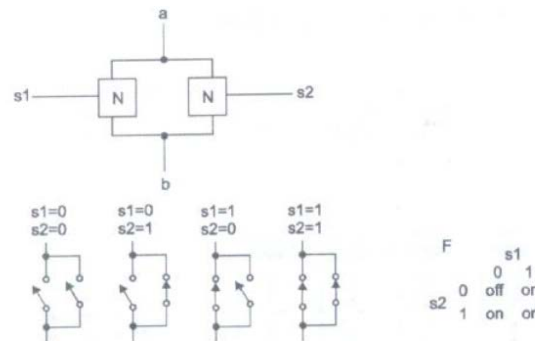 a
s1 N N s2
b
s1=0 s1=0 s1=1 s1=1
s2=0 s2=1 s2=0 s2=1
F s1
0 1
s2 0 off
1 on